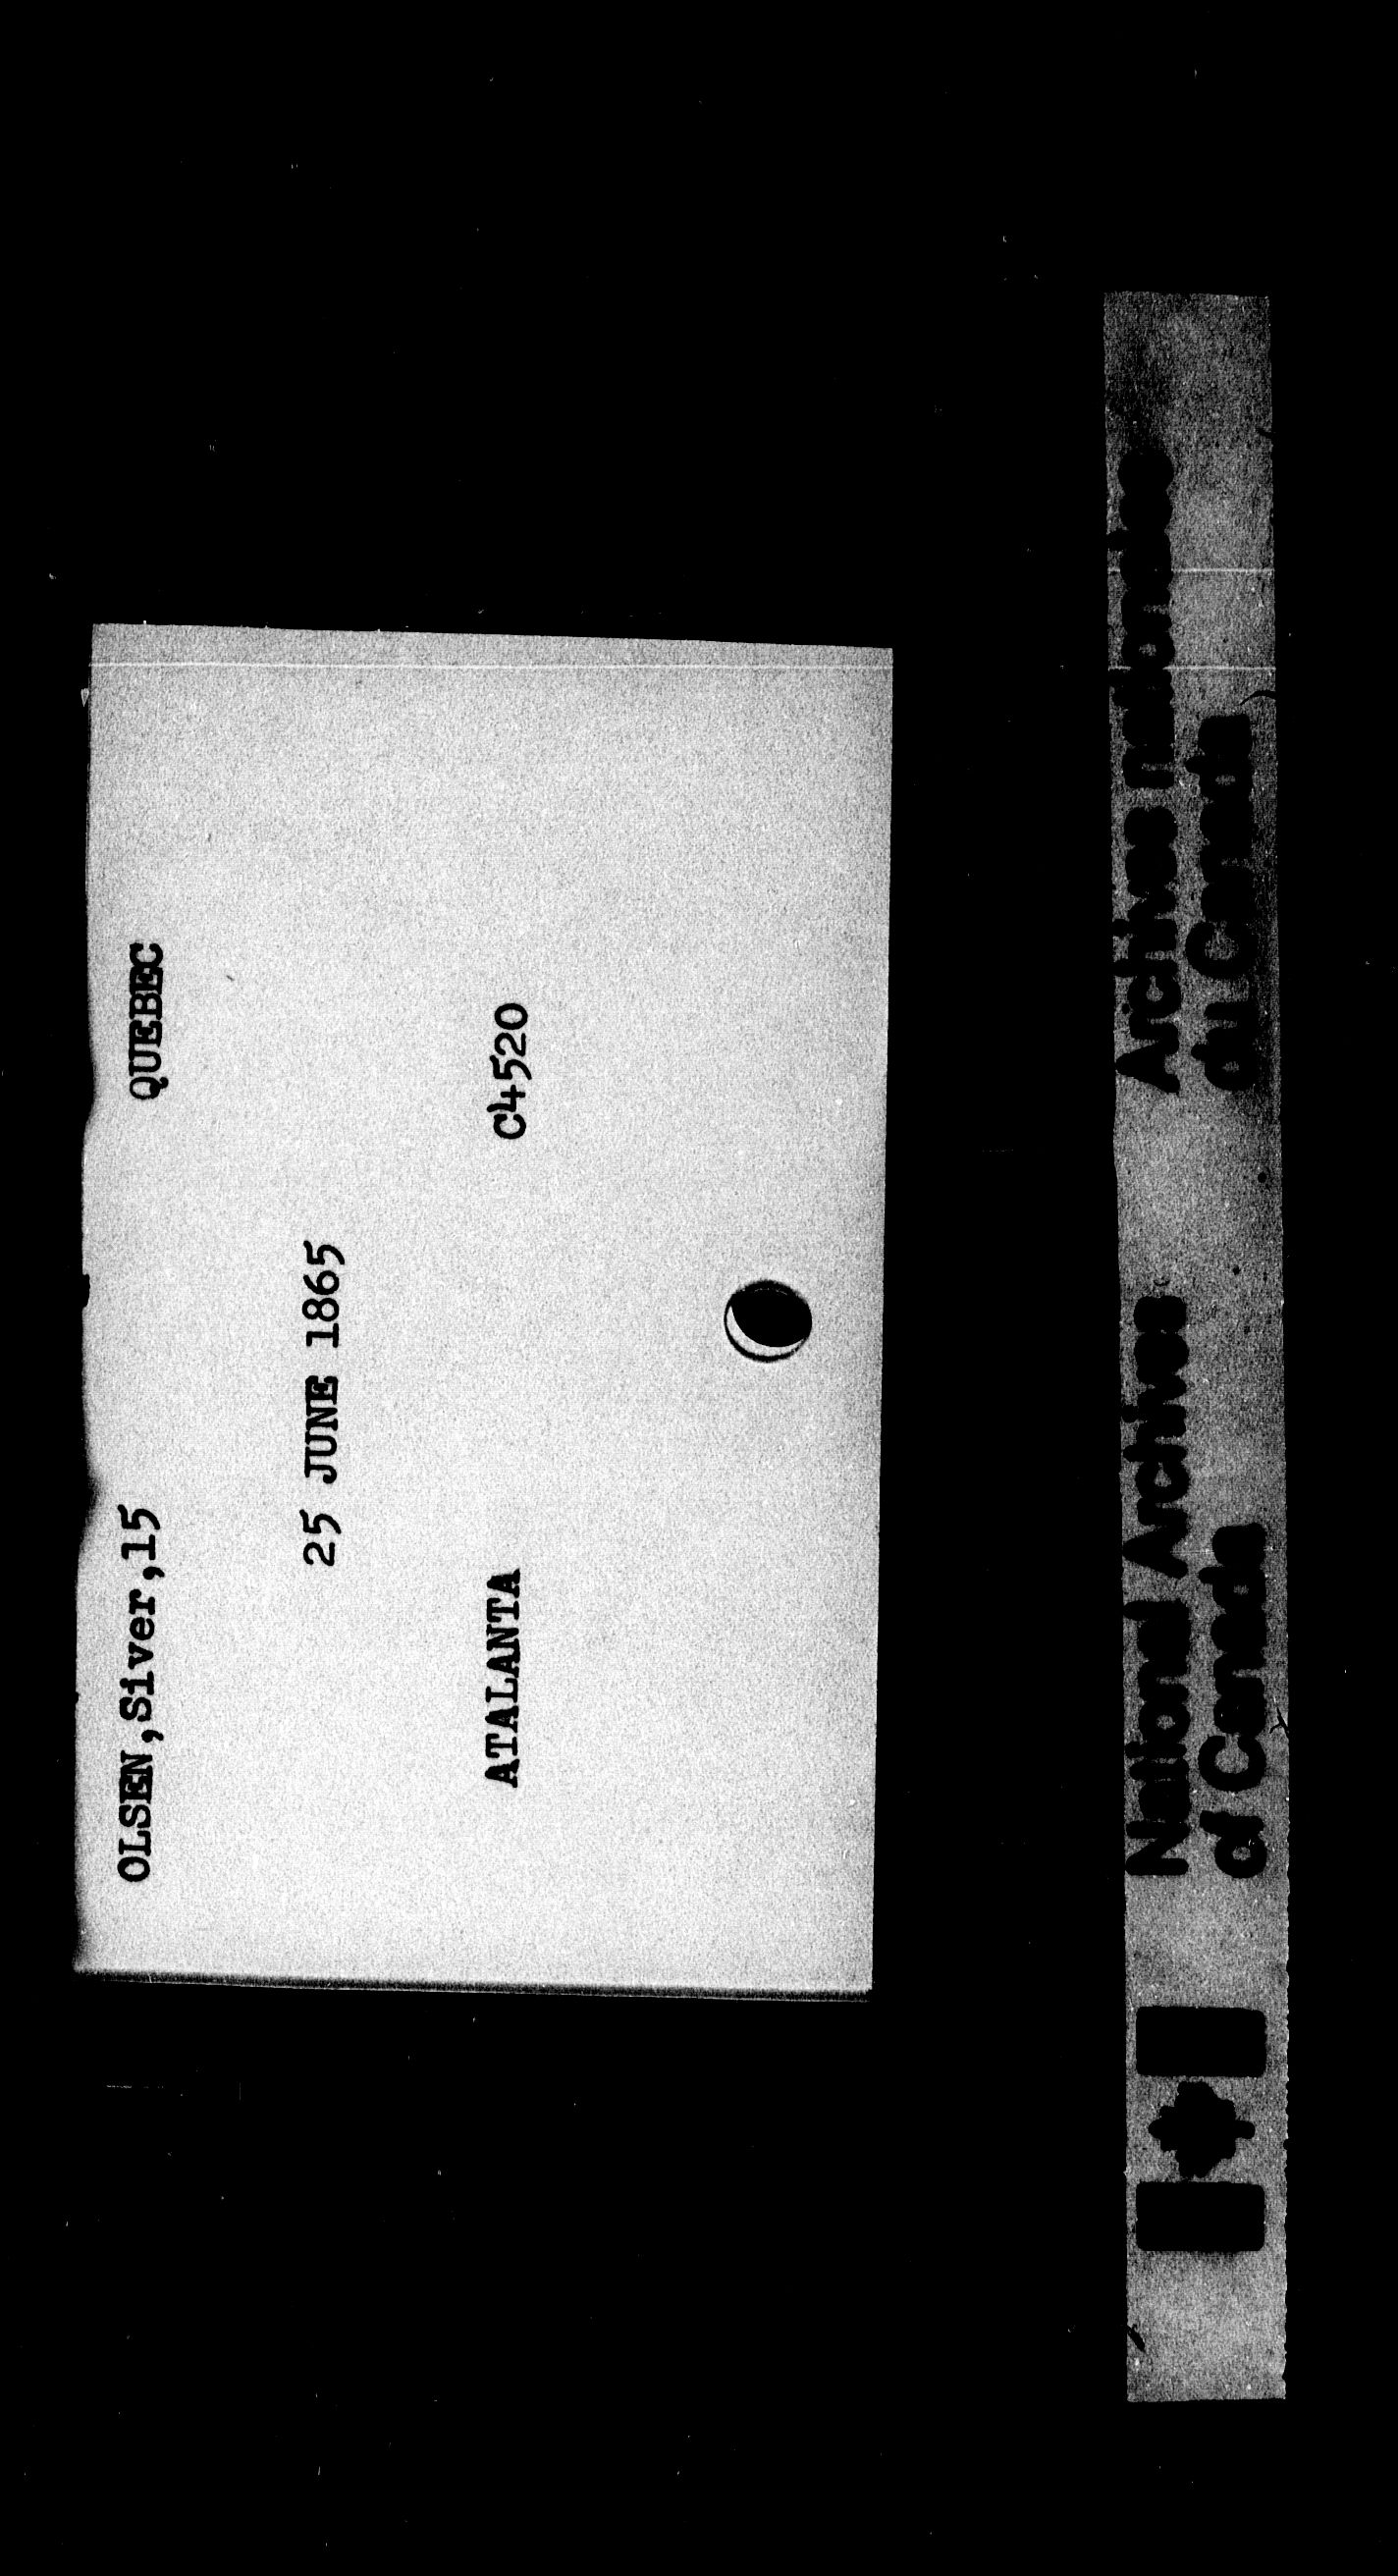 OLSEN,Siver,15 QUEBEC
25 JUNE 1865
ATALANTA C4520
National Archives
of Canada
Archives nationales
du Canada